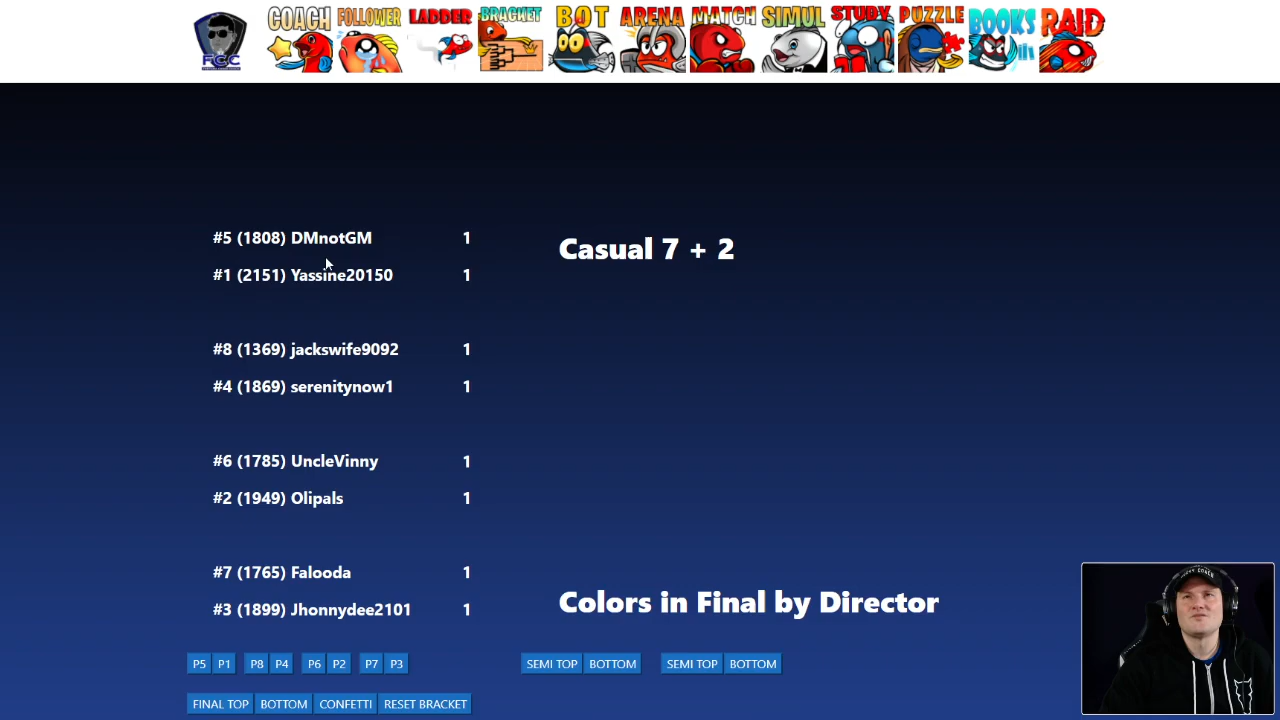 FCC
COACH
FOLLOWER
LADDER
BRACKET
BOT
ARENA
MATCH
SIMUL
STUDY
PUZZLE
BOOKS
RAID
#5 (1808) DMnotGM 1
#1 (2151) Yassine20150 1
Casual 7 + 2
#8 (1369) jackswife9092 1
#4 (1869) serenitynow1 1
#6 (1785) UncleVinny 1
#2 (1949) Olipals 1
#7 (1765) Falooda 1
#3 (1899) Jhonnydee2101 1
Colors in Final by Director
P5 P1 P8 P4 P6 P2 P7 P3 SEMI TOP BOTTOM SEMI TOP BOTTOM
FINAL TOP BOTTOM CONFETTI RESET BRACKET